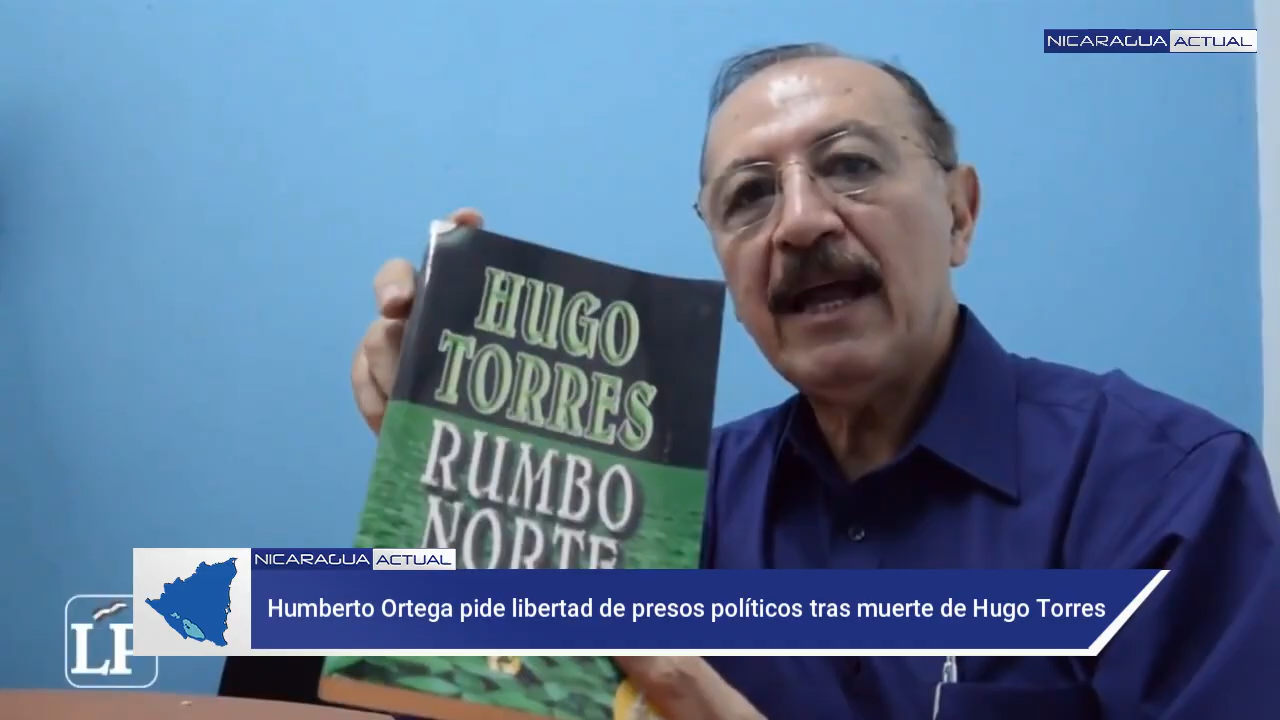 NICARAGUA ACTUAL
HUGO
TORRES
RUMBO
NORTE
NICARAGUA ACTUAL
Humberto Ortega pide libertad de presos políticos tras muerte de Hugo Torres
LP